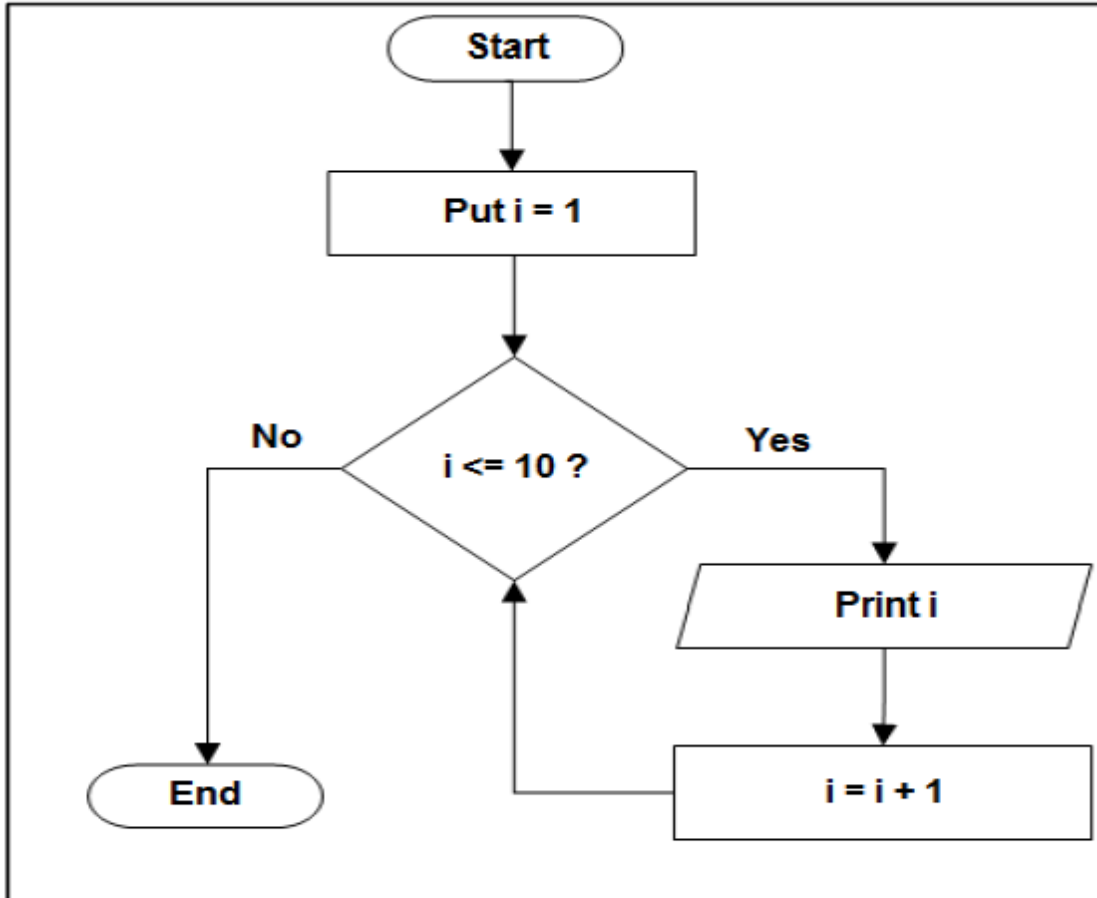 Start
Put i = 1
No
Yes
i <= 10 ?
Print i
i = i + 1
End